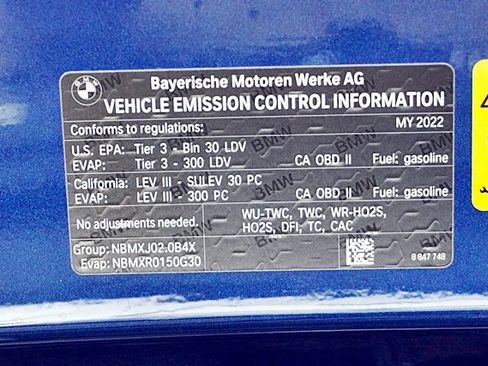 BMW
Bayerische Motoren Werke AG
VEHICLE EMISSION CONTROL INFORMATION
Conforms to regulations: MY 2022
U.S. EPA: Tier 3 - Bin 30 LDV
EVAP: Tier 3 - 300 LDV CA OBD II Fuel: gasoline
California: LEV III - SULEV 30 PC
EVAP: LEV III - 300 PC CA OBD II Fuel: gasoline
No adjustments needed.
WU-TWC, TWC, WR-HO2S,
HO2S, DFI, TC, CAC
Group: NBMXJ02.0B4X
Evap: NBMXR0150G30
8 847 748